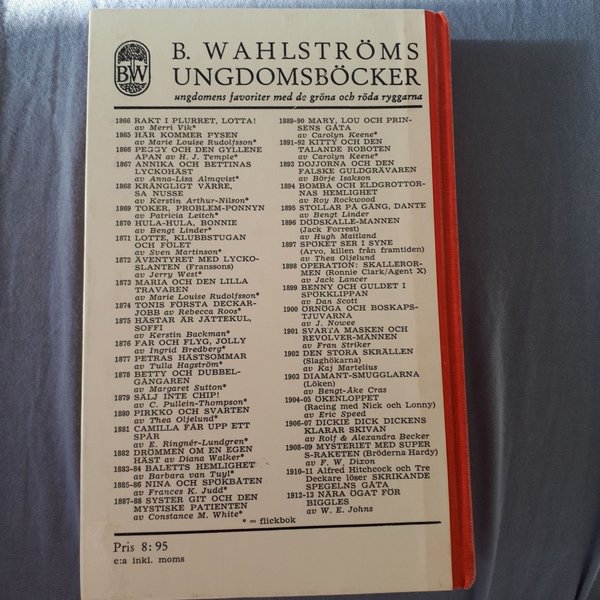 BW
B. WAHLSTRÖMS
UNGDOMSBÖCKER
ungdomens favoriter med de gröna och röda ryggarna
1866 RAKT I PLURRET, LOTTA!
av Merri Vik*
1865 HÄR KOMMER PYSEN
av Marie Louise Rudolfsson*
1866 PEGGY OCH DEN GYLLENE
APAN av H. J. Temple*
1867 ANNIKA OCH BETTINAS
LYCKOHÄST
av Anna-Lisa Almqvist*
1868 KRÅNGLIGT VÄRRE,
SA NUSSE
av Kerstin Arthur-Nilson*
1869 TOKER, PROBLEM-PONNYN
av Patricia Leitch*
1870 HULA-HULA, BONNIE
av Bengt Linder*
1871 LOTTE, KLUBBSTUGAN
OCH FÖLET
av Sven Martinson*
1872 ÄVENTYRET MED LYCKO-
SLANTEN (Franssons)
av Jerry West*
1873 MARIA OCH DEN LILLA
TRAVAREN
av Marie Louise Rudolfsson*
1874 TONIS FÖRSTA DECKAR-
JOBB av Rebecca Roos*
1875 HÄSTAR ÄR JÄTTEKUL,
SOFFI
av Kerstin Backman*
1876 FAR OCH FLYG, JOLLY
av Ingrid Bredberg*
1877 PETRAS HÄSTSOMMAR
av Tulla Hagström*
1878 BETTY OCH DUBBEL-
GÅNGAREN
av Margaret Sutton*
1879 SÄLJ INTE CHIP!
av C. Pullein-Thompson*
1880 PIRKKO OCH SVARTEN
av Thea Oljelund*
1881 CAMILLA FÅR UPP ETT
SPÅR
av E. Ringnér-Lundgren*
1882 DRÖMMEN OM EN EGEN
HÄST av Diana Walker*
1883-84 BALETTS HEMLIGHET
av Barbara van Tuyl*
1885-86 NINA OCH SPÖKBÅTEN
av Frances K. Judd*
1887-88 SYSTER GIT OCH DEN
MYSTISKE PATIENTEN
av Constance M. White*
1889-90 MARY, LOU OCH PRIN-
SENS GÅTA
av Carolyn Keene*
1891-92 KITTY OCH DEN
TALANDE ROBOTEN
av Carolyn Keene*
1893 DOJJORNA OCH DEN
FALSKE GULDGRÄVAREN
av Börje Isakson
1894 BOMBA OCH ELDGROTTOR-
NAS HEMLIGHET
av Roy Rockwood
1895 STOLLAR PÅ GÅNG, DANTE
av Bengt Linder
1896 DÖDSKALLE-MANNEN
(Jack Forrest)
av Hugh Maitland
1897 SPÖKET SER I SYNE
(Arvo, killen från framtiden)
av Thea Oljelund
1898 OPERATION: SKALLEROR-
MEN (Ronnie Clark/Agent X)
av Jack Lancer
1899 BENNY OCH GULDET I
SPÖKKLIPPAN
av Dan Scott
1900 ÖRNÖGA OCH BOSKAPS-
TJUVARNA
av J. Nowee
1901 SVARTA MASKEN OCH
REVOLVER-MÄNNEN
av Fran Striker
1902 DEN STORA SKRÄLLEN
(Slaghökarna)
av Kaj Martelius
1903 DIAMANT-SMUGGLARNA
(Löken)
av Bengt-Åke Cras
1904-05 ÖKENLOPPET
(Racing med Nick och Lonny)
av Eric Speed
1906-07 DICKIE DICK DICKENS
KLARAR SKIVAN
av Rolf & Alexandra Becker
1908-09 MYSTERIET MED SUPER
S-RAKETEN (Bröderna Hardy)
av F. W. Dixon
1910-11 Alfred Hitchcock och Tre
Deckare löser SKRIKANDE
SPEGELNS GÅTA
1912-13 NÄRA ÖGAT FÖR
BIGGLES
av W. E. Johns
* = flickbok
Pris 8:95
c:a inkl. moms